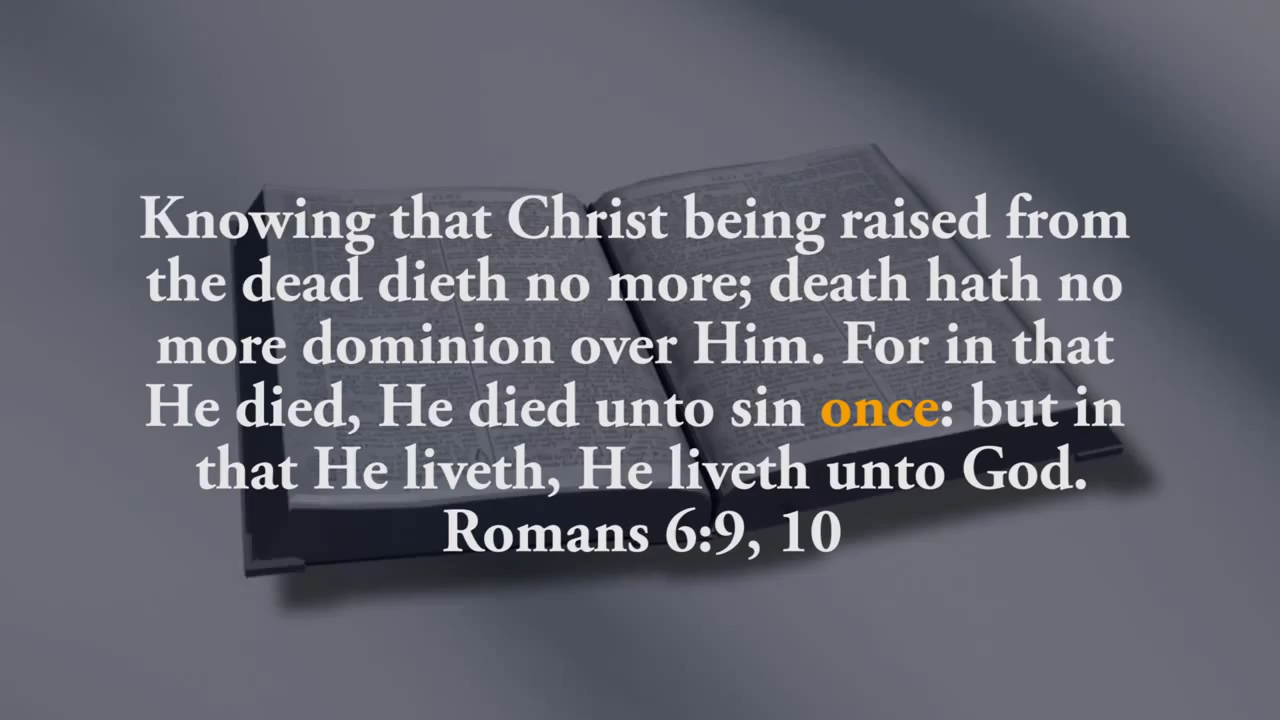 Knowing that Christ being raised from
the dead dieth no more; death hath no
more dominion over Him. For in that
He died, He died unto sin once: but in
that He liveth, He liveth unto God.
Romans 6:9, 10